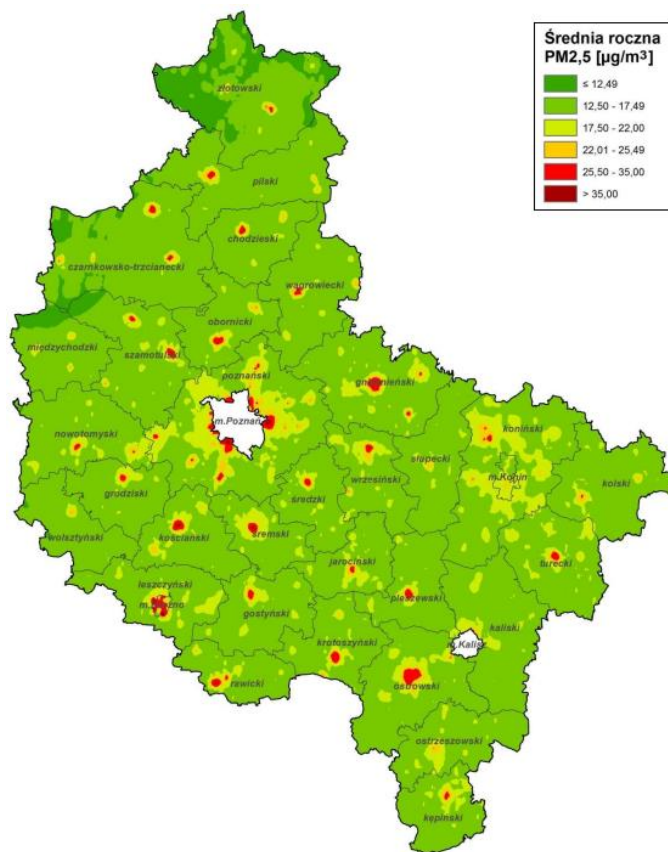 Średnia roczna
PM2,5 [µg/m³]
≤ 12,49
12,50 - 17,49
17,50 - 22,00
22,01 - 25,49
25,50 - 35,00
> 35,00
złotowski
pilski
chodzieski
czarnkowsko-trzcianecki
wągrowiecki
obornicki
międzychodzki
szamotulski
poznański
gnieźnieński
m.Poznań
koniński
nowotomyski
słupecki
m.Konin
kolski
wrzesiński
grodziski
średzki
wolsztyński
kościański
śremski
jarociński
turecki
leszczyński
m.Leszno
gostyński
pleszewski
kaliski
krotoszyński
m.Kalisz
rawicki
ostrowski
ostrzeszowski
kępiński